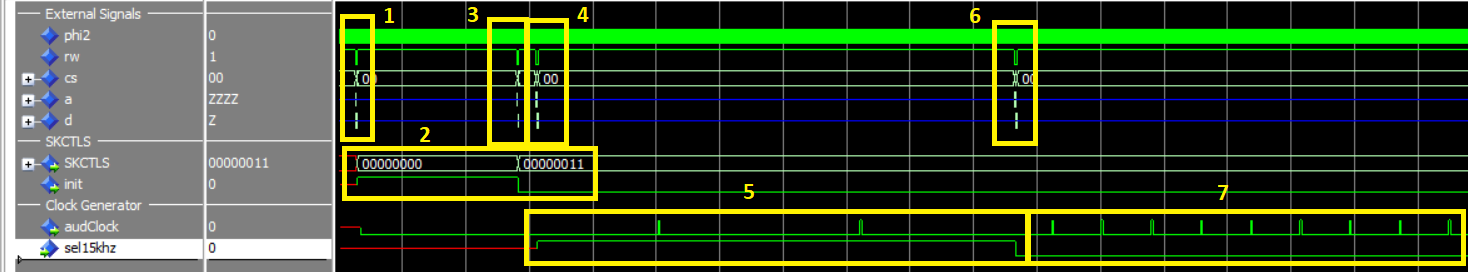 External Signals
1
3
4
6
phi2
0
rw
1
cs
00
00
00
00
a
ZZZZ
d
Z
SKCTLS
2
SKCTLS
00000011
00000000
00000011
init
0
5
7
Clock Generator
audClock
0
sel15khz
0